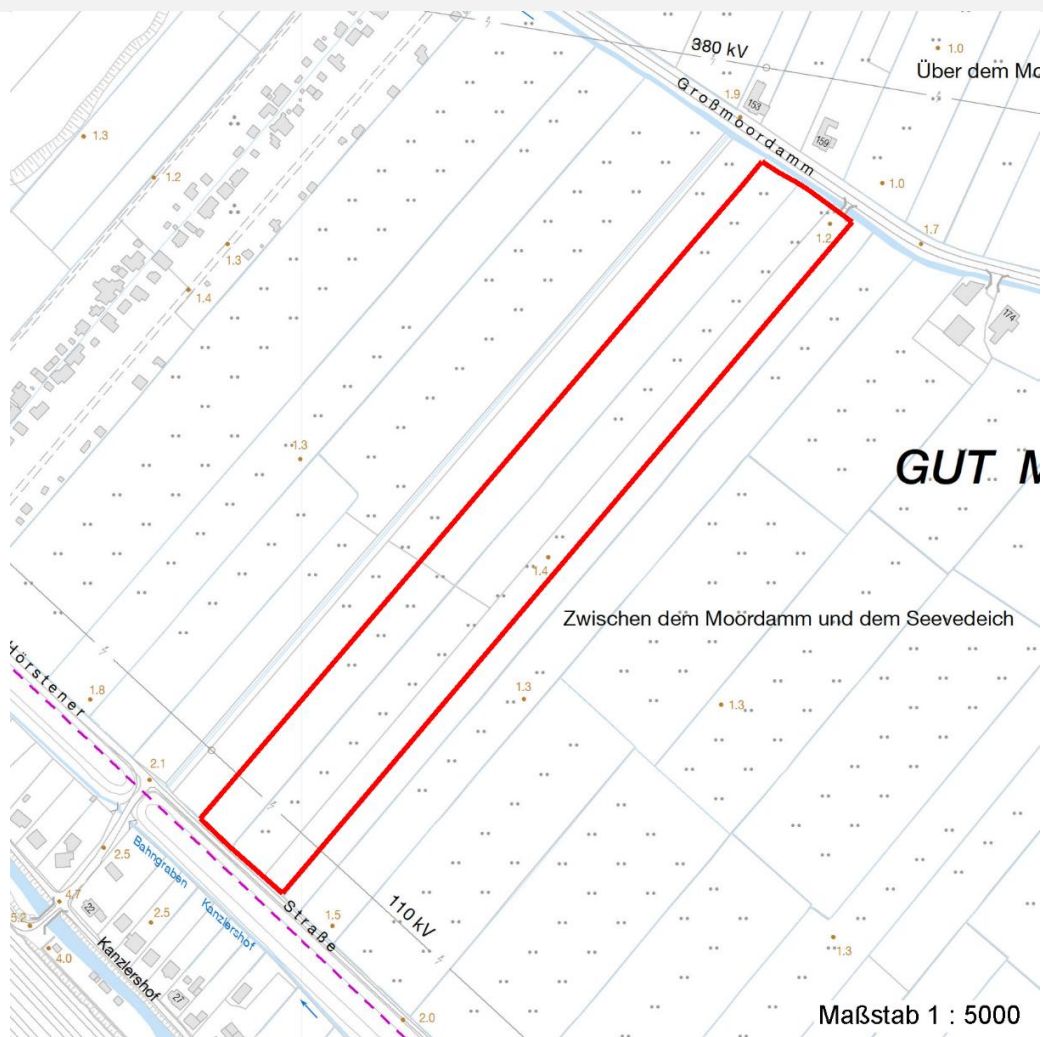 380 kV
1.0
Über dem Mo
1.9
153
Großmoordamm
159
1.3
1.2
1.0
1.2
1.7
1.3
1.4
174
1.3
GUT M
1.4
Zwischen dem Moordamm und dem Seevedeich
Hörstener
1.8
1.3
1.3
2.1
2.5
Bahngraben
4.7
22
2.5
Kanzlershof
Straße
1.5
110 kV
5.2
4.0
Kanzlershof
27
1.3
2.0
Maßstab 1 : 5000